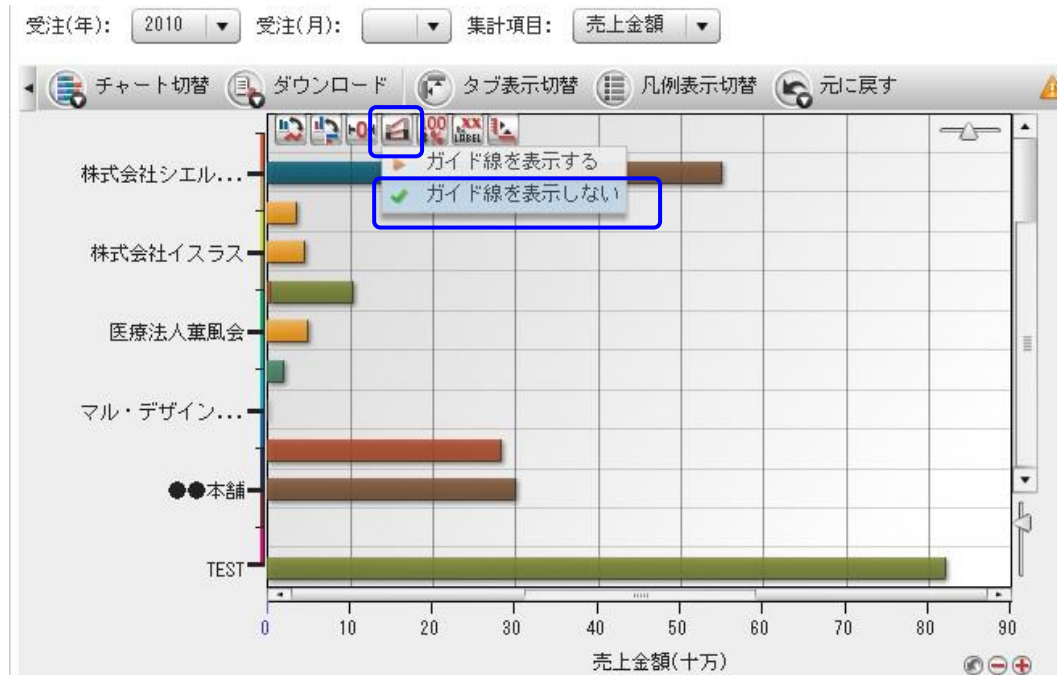 受注(年): 2010 受注(月): 集計項目: 売上金額
チャート切替 ダウンロード タブ表示切替 凡例表示切替 元に戻す
ガイド線を表示する
ガイド線を表示しない
株式会社シエル...
株式会社イスラス
医療法人薫風会
マル・デザイン...
●●本舗
TEST
0 10 20 30 40 50 60 70 80 90
売上金額(十万)